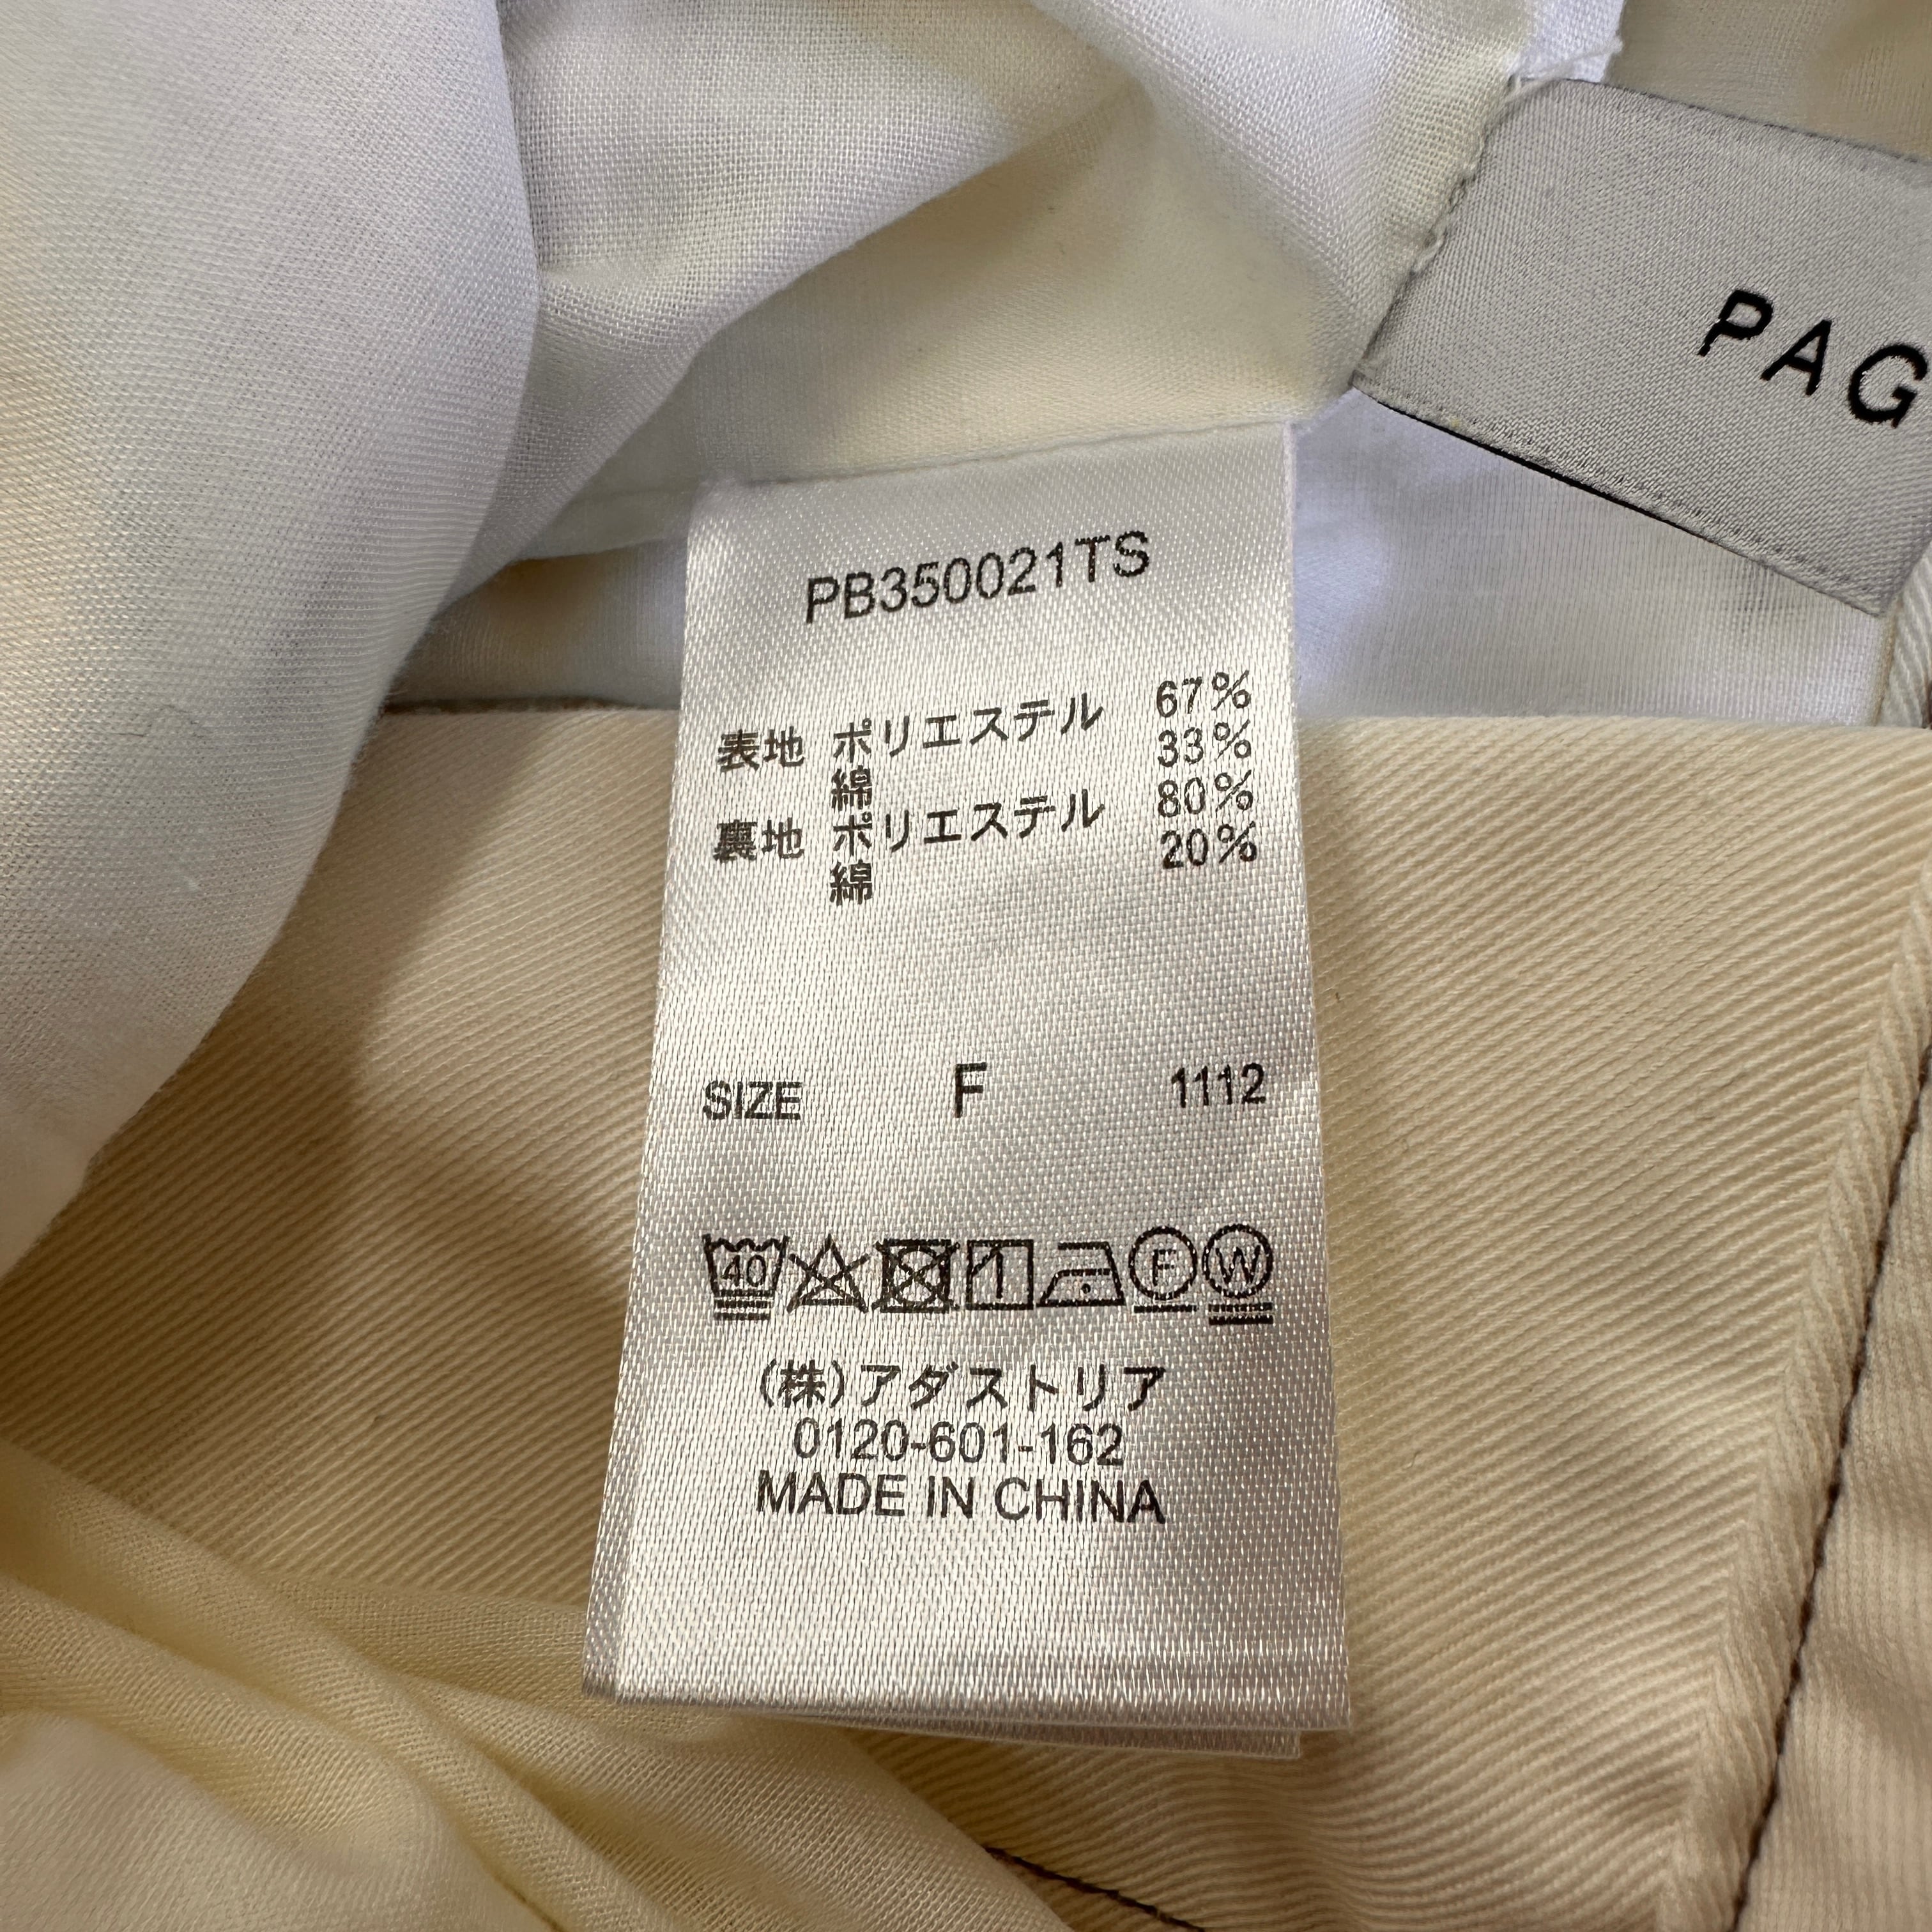 PAG
PB350021TS
表地 ポリエステル 67%
綿 33%
裏地 ポリエステル 80%
綿 20%
SIZE F 1112
40 F W
(株)アダストリア
0120-601-162
MADE IN CHINA